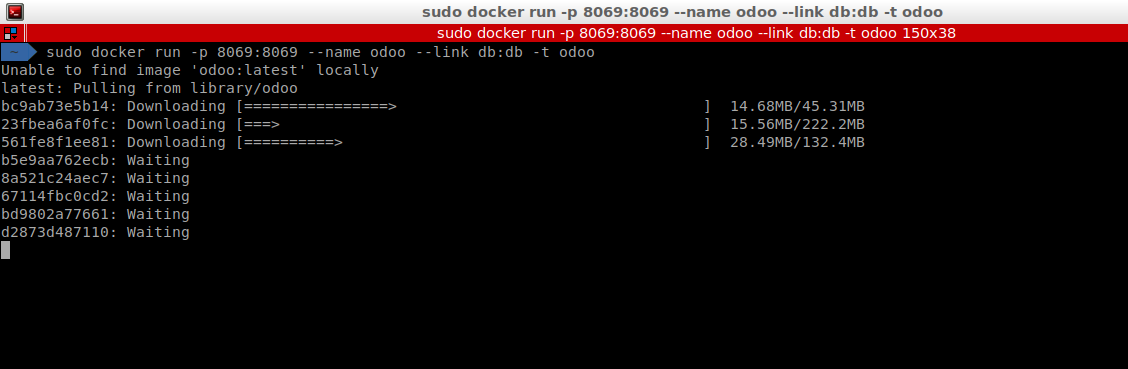 sudo docker run -p 8069:8069 --name odoo --link db:db -t odoo
sudo docker run -p 8069:8069 --name odoo --link db:db -t odoo 150x38
~ sudo docker run -p 8069:8069 --name odoo --link db:db -t odoo
Unable to find image 'odoo:latest' locally
latest: Pulling from library/odoo
bc9ab73e5b14: Downloading [================>                                  ]  14.68MB/45.31MB
23fbea6af0fc: Downloading [===>                                               ]  15.56MB/222.2MB
561fe8f1ee81: Downloading [==========>                                        ]  28.49MB/132.4MB
b5e9aa762ecb: Waiting
8a521c24aec7: Waiting
67114fbc0cd2: Waiting
bd9802a77661: Waiting
d2873d487110: Waiting